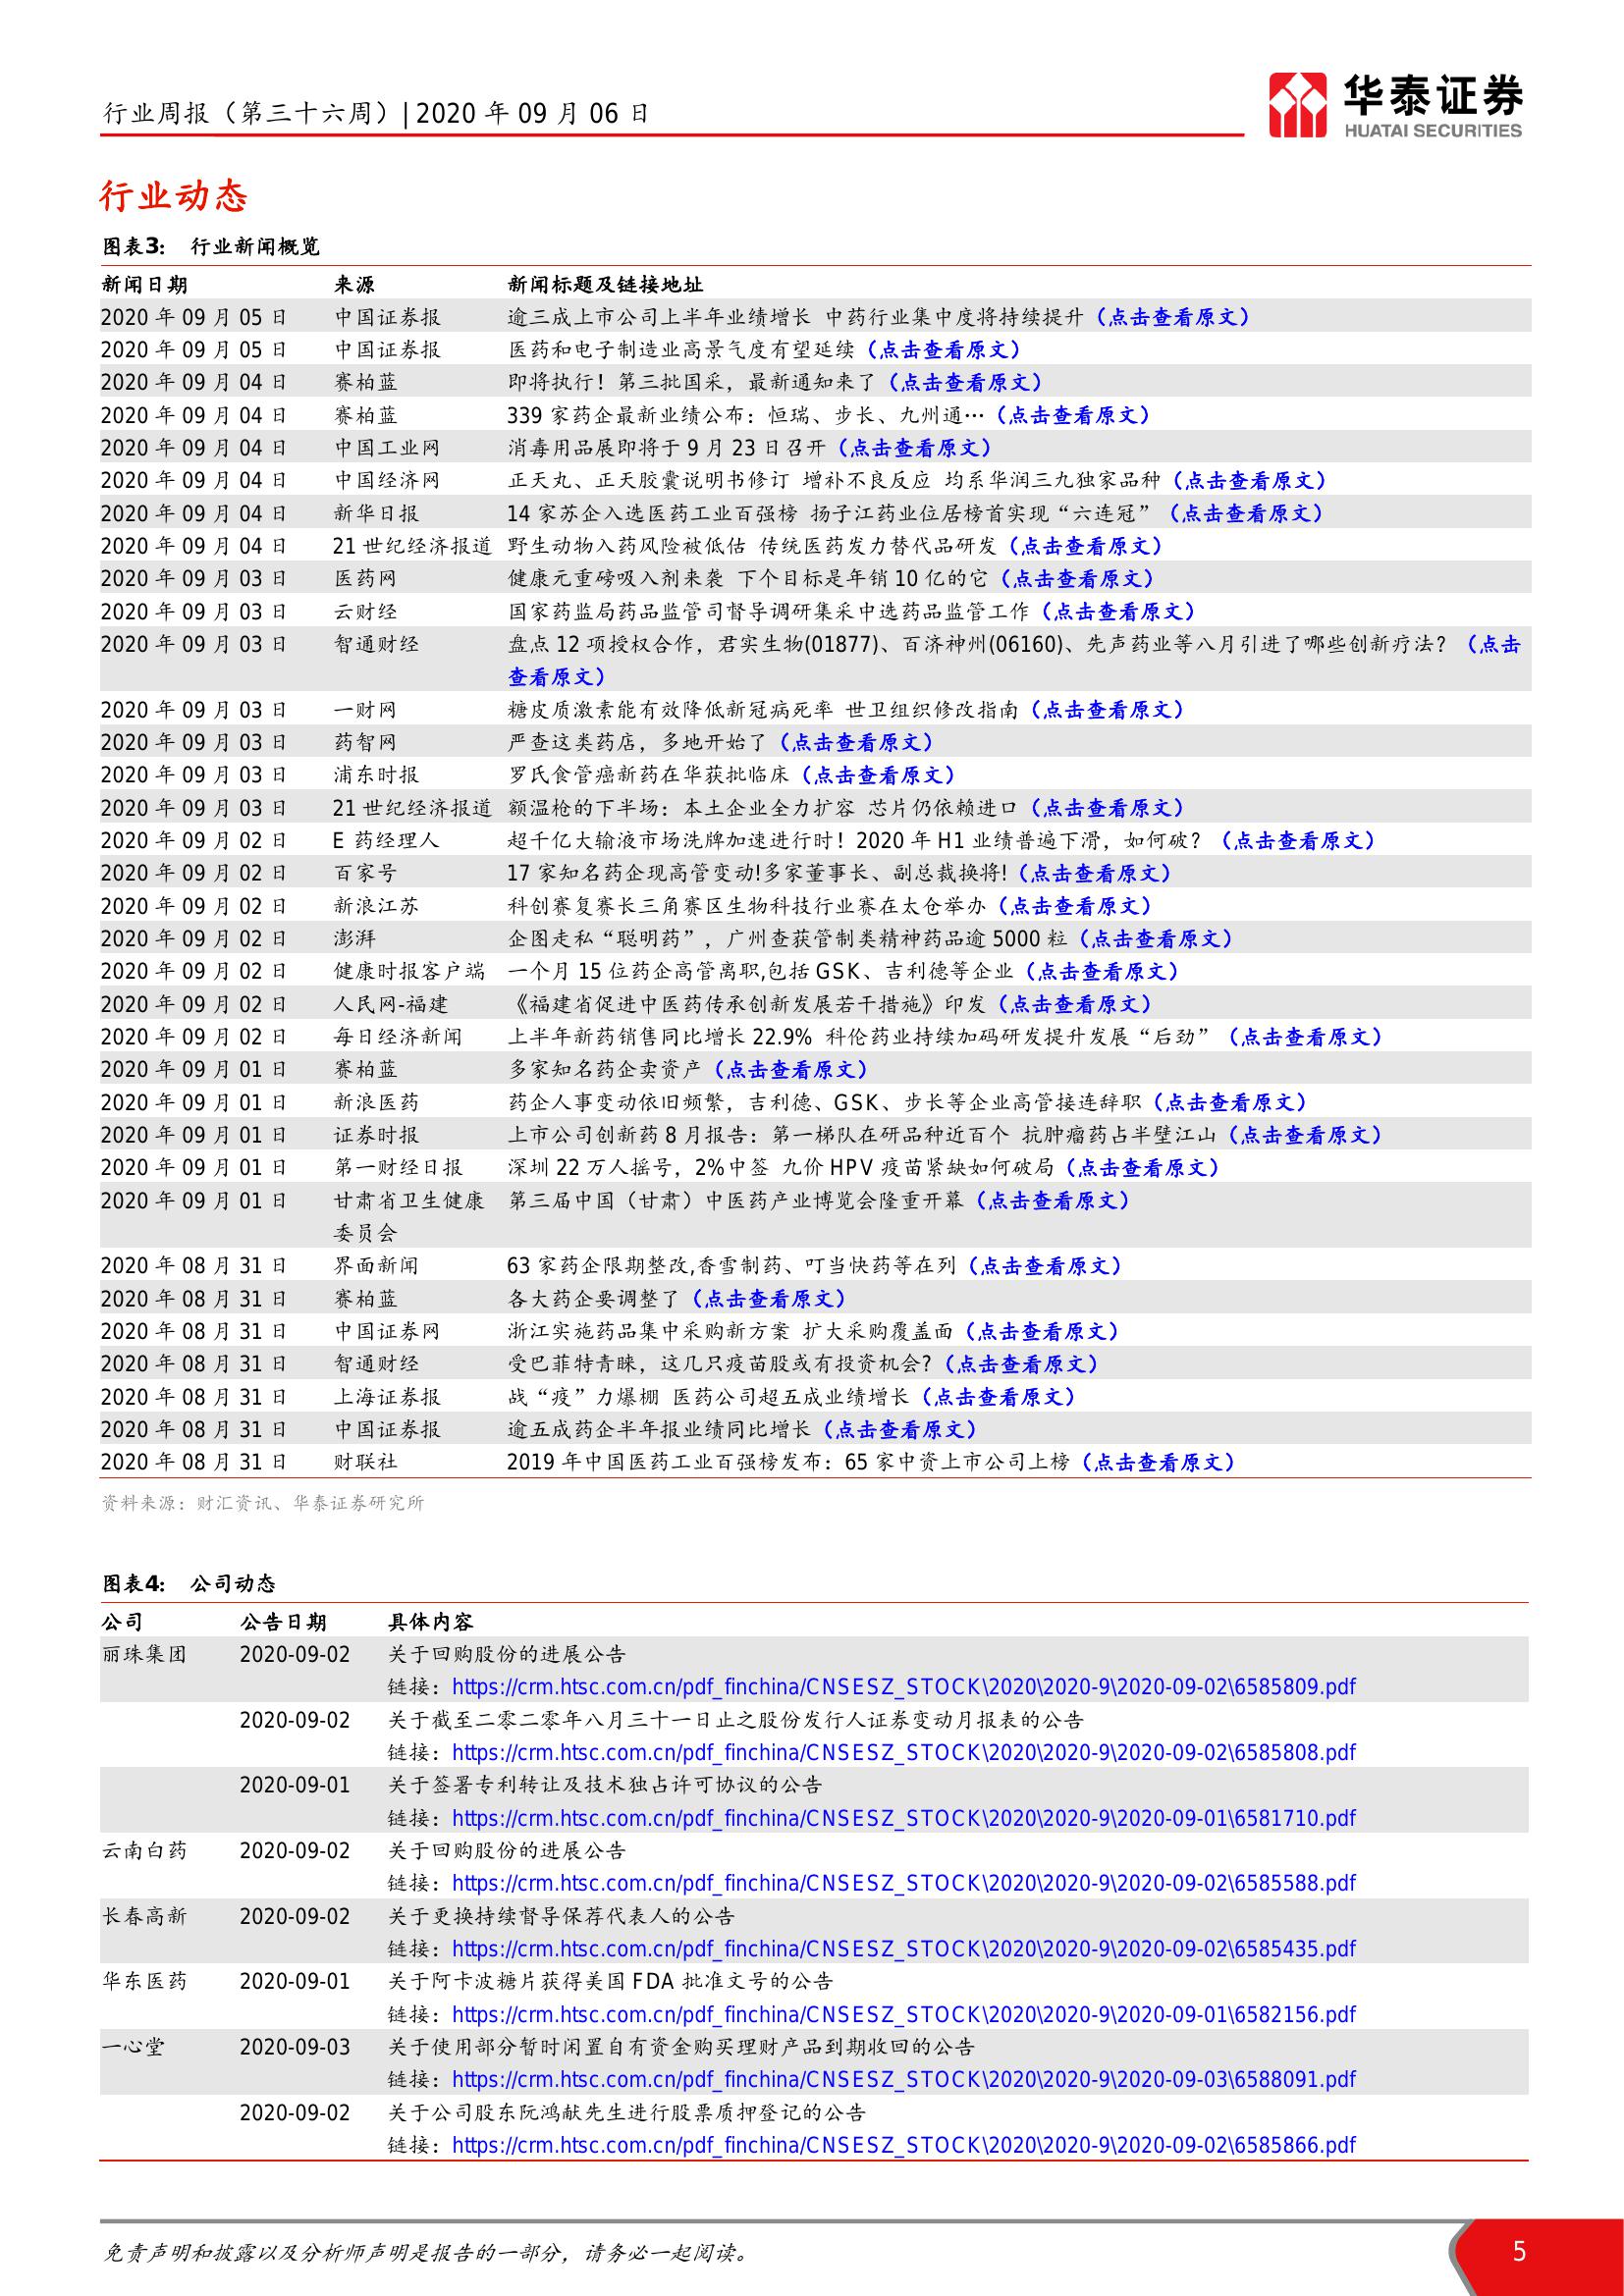 行业周报（第三十六周）| 2020 年 09 月 06 日
华泰证券
HUATAI SECURITIES
行业动态
图表3： 行业新闻概览
新闻日期 来源 新闻标题及链接地址
2020 年 09 月 05 日 中国证券报 逾三成上市公司上半年业绩增长 中药行业集中度将持续提升（点击查看原文）
2020 年 09 月 05 日 中国证券报 医药和电子制造业高景气度有望延续（点击查看原文）
2020 年 09 月 04 日 赛柏蓝 即将执行！第三批国采，最新通知来了（点击查看原文）
2020 年 09 月 04 日 赛柏蓝 339 家药企最新业绩公布：恒瑞、步长、九州通…（点击查看原文）
2020 年 09 月 04 日 中国工业网 消毒用品展即将于 9 月 23 日召开（点击查看原文）
2020 年 09 月 04 日 中国经济网 正天丸、正天胶囊说明书修订 增补不良反应 均系华润三九独家品种（点击查看原文）
2020 年 09 月 04 日 新华日报 14 家苏企入选医药工业百强榜 扬子江药业位居榜首实现“六连冠”（点击查看原文）
2020 年 09 月 04 日 21 世纪经济报道 野生动物入药风险被低估 传统医药发力替代品研发（点击查看原文）
2020 年 09 月 03 日 医药网 健康元重磅吸入剂来袭 下个目标是年销 10 亿的它（点击查看原文）
2020 年 09 月 03 日 云财经 国家药监局药品监管司督导调研集采中选药品监管工作（点击查看原文）
2020 年 09 月 03 日 智通财经 盘点 12 项授权合作，君实生物(01877)、百济神州(06160)、先声药业等八月引进了哪些创新疗法？（点击
查看原文）
2020 年 09 月 03 日 一财网 糖皮质激素能有效降低新冠病死率 世卫组织修改指南（点击查看原文）
2020 年 09 月 03 日 药智网 严查这类药店，多地开始了（点击查看原文）
2020 年 09 月 03 日 浦东时报 罗氏食管癌新药在华获批临床（点击查看原文）
2020 年 09 月 03 日 21 世纪经济报道 额温枪的下半场：本土企业全力扩容 芯片仍依赖进口（点击查看原文）
2020 年 09 月 02 日 E 药经理人 超千亿大输液市场洗牌加速进行时！2020 年 H1 业绩普遍下滑，如何破？（点击查看原文）
2020 年 09 月 02 日 百家号 17 家知名药企现高管变动!多家董事长、副总裁换将!（点击查看原文）
2020 年 09 月 02 日 新浪江苏 科创赛复赛长三角赛区生物科技行业赛在太仓举办（点击查看原文）
2020 年 09 月 02 日 澎湃 企图走私“聪明药”，广州查获管制类精神药品逾 5000 粒（点击查看原文）
2020 年 09 月 02 日 健康时报客户端 一个月 15 位药企高管离职,包括 GSK、吉利德等企业（点击查看原文）
2020 年 09 月 02 日 人民网-福建 《福建省促进中医药传承创新发展若干措施》印发（点击查看原文）
2020 年 09 月 02 日 每日经济新闻 上半年新药销售同比增长 22.9% 科伦药业持续加码研发提升发展“后劲”（点击查看原文）
2020 年 09 月 01 日 赛柏蓝 多家知名药企卖资产（点击查看原文）
2020 年 09 月 01 日 新浪医药 药企人事变动依旧频繁，吉利德、GSK、步长等企业高管接连辞职（点击查看原文）
2020 年 09 月 01 日 证券时报 上市公司创新药 8 月报告：第一梯队在研品种近百个 抗肿瘤药占半壁江山（点击查看原文）
2020 年 09 月 01 日 第一财经日报 深圳 22 万人摇号，2%中签 九价 HPV 疫苗紧缺如何破局（点击查看原文）
2020 年 09 月 01 日 甘肃省卫生健康 第三届中国（甘肃）中医药产业博览会隆重开幕（点击查看原文）
委员会
2020 年 08 月 31 日 界面新闻 63 家药企限期整改,香雪制药、叮当快药等在列（点击查看原文）
2020 年 08 月 31 日 赛柏蓝 各大药企要调整了（点击查看原文）
2020 年 08 月 31 日 中国证券网 浙江实施药品集中采购新方案 扩大采购覆盖面（点击查看原文）
2020 年 08 月 31 日 智通财经 受巴菲特青睐，这几只疫苗股或有投资机会?（点击查看原文）
2020 年 08 月 31 日 上海证券报 战“疫”力爆棚 医药公司超五成业绩增长（点击查看原文）
2020 年 08 月 31 日 中国证券报 逾五成药企半年报业绩同比增长（点击查看原文）
2020 年 08 月 31 日 财联社 2019 年中国医药工业百强榜发布：65 家中资上市公司上榜（点击查看原文）
资料来源：财汇资讯、华泰证券研究所
图表4： 公司动态
公司 公告日期 具体内容
丽珠集团 2020-09-02 关于回购股份的进展公告
链接：https://crm.htsc.com.cn/pdf_finchina/CNSESZ_STOCK\2020\2020-9\2020-09-02\6585809.pdf
2020-09-02 关于截至二零二零年八月三十一日止之股份发行人证券变动月报表的公告
链接：https://crm.htsc.com.cn/pdf_finchina/CNSESZ_STOCK\2020\2020-9\2020-09-02\6585808.pdf
2020-09-01 关于签署专利转让及技术独占许可协议的公告
链接：https://crm.htsc.com.cn/pdf_finchina/CNSESZ_STOCK\2020\2020-9\2020-09-01\6581710.pdf
云南白药 2020-09-02 关于回购股份的进展公告
链接：https://crm.htsc.com.cn/pdf_finchina/CNSESZ_STOCK\2020\2020-9\2020-09-02\6585588.pdf
长春高新 2020-09-02 关于更换持续督导保荐代表人的公告
链接：https://crm.htsc.com.cn/pdf_finchina/CNSESZ_STOCK\2020\2020-9\2020-09-02\6585435.pdf
华东医药 2020-09-01 关于阿卡波糖片获得美国 FDA 批准文号的公告
链接：https://crm.htsc.com.cn/pdf_finchina/CNSESZ_STOCK\2020\2020-9\2020-09-01\6582156.pdf
一心堂 2020-09-03 关于使用部分暂时闲置自有资金购买理财产品到期收回的公告
链接：https://crm.htsc.com.cn/pdf_finchina/CNSESZ_STOCK\2020\2020-9\2020-09-03\6588091.pdf
2020-09-02 关于公司股东阮鸿献先生进行股票质押登记的公告
链接：https://crm.htsc.com.cn/pdf_finchina/CNSESZ_STOCK\2020\2020-9\2020-09-02\6585866.pdf
免责声明和披露以及分析师声明是报告的一部分，请务必一起阅读。 5